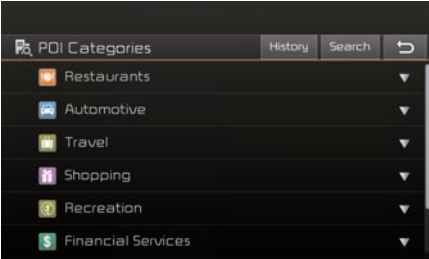 POI Categories History Search
Restaurants
Automotive
Travel
Shopping
Recreation
Financial Services